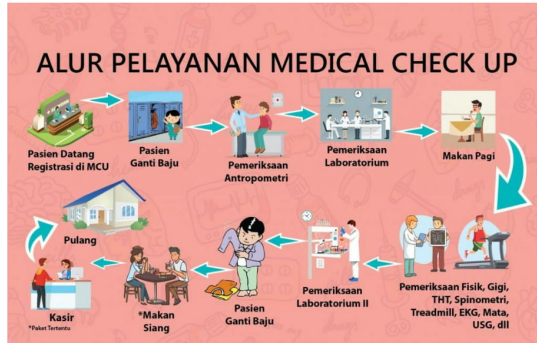 ALUR PELAYANAN MEDICAL CHECK UP
Pasien Datang
Registrasi di MCU
Pasien
Ganti Baju
Pemeriksaan
Antropometri
Pemeriksaan
Laboratorium
Makan Pagi
Pemeriksaan Fisik, Gigi,
THT, Spinometri,
Treadmill, EKG, Mata,
USG, dll
Pemeriksaan
Laboratorium II
Pasien
Ganti Baju
*Makan
Siang
Kasir
*Paket Tertentu
Pulang